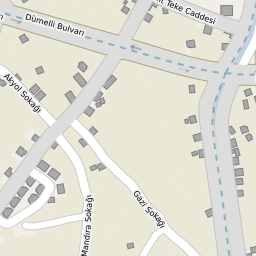 Teke Caddesi
Dümelli Bulvarı
Akyol Sokağı
Gazi Sokağı
Mandıra Sokağı